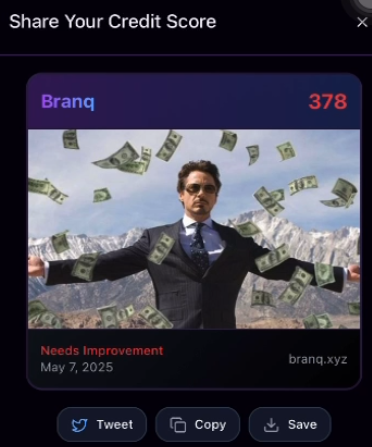 Share Your Credit Score
Branq
378
Needs Improvement
May 7, 2025
branq.xyz
Tweet
Copy
Save